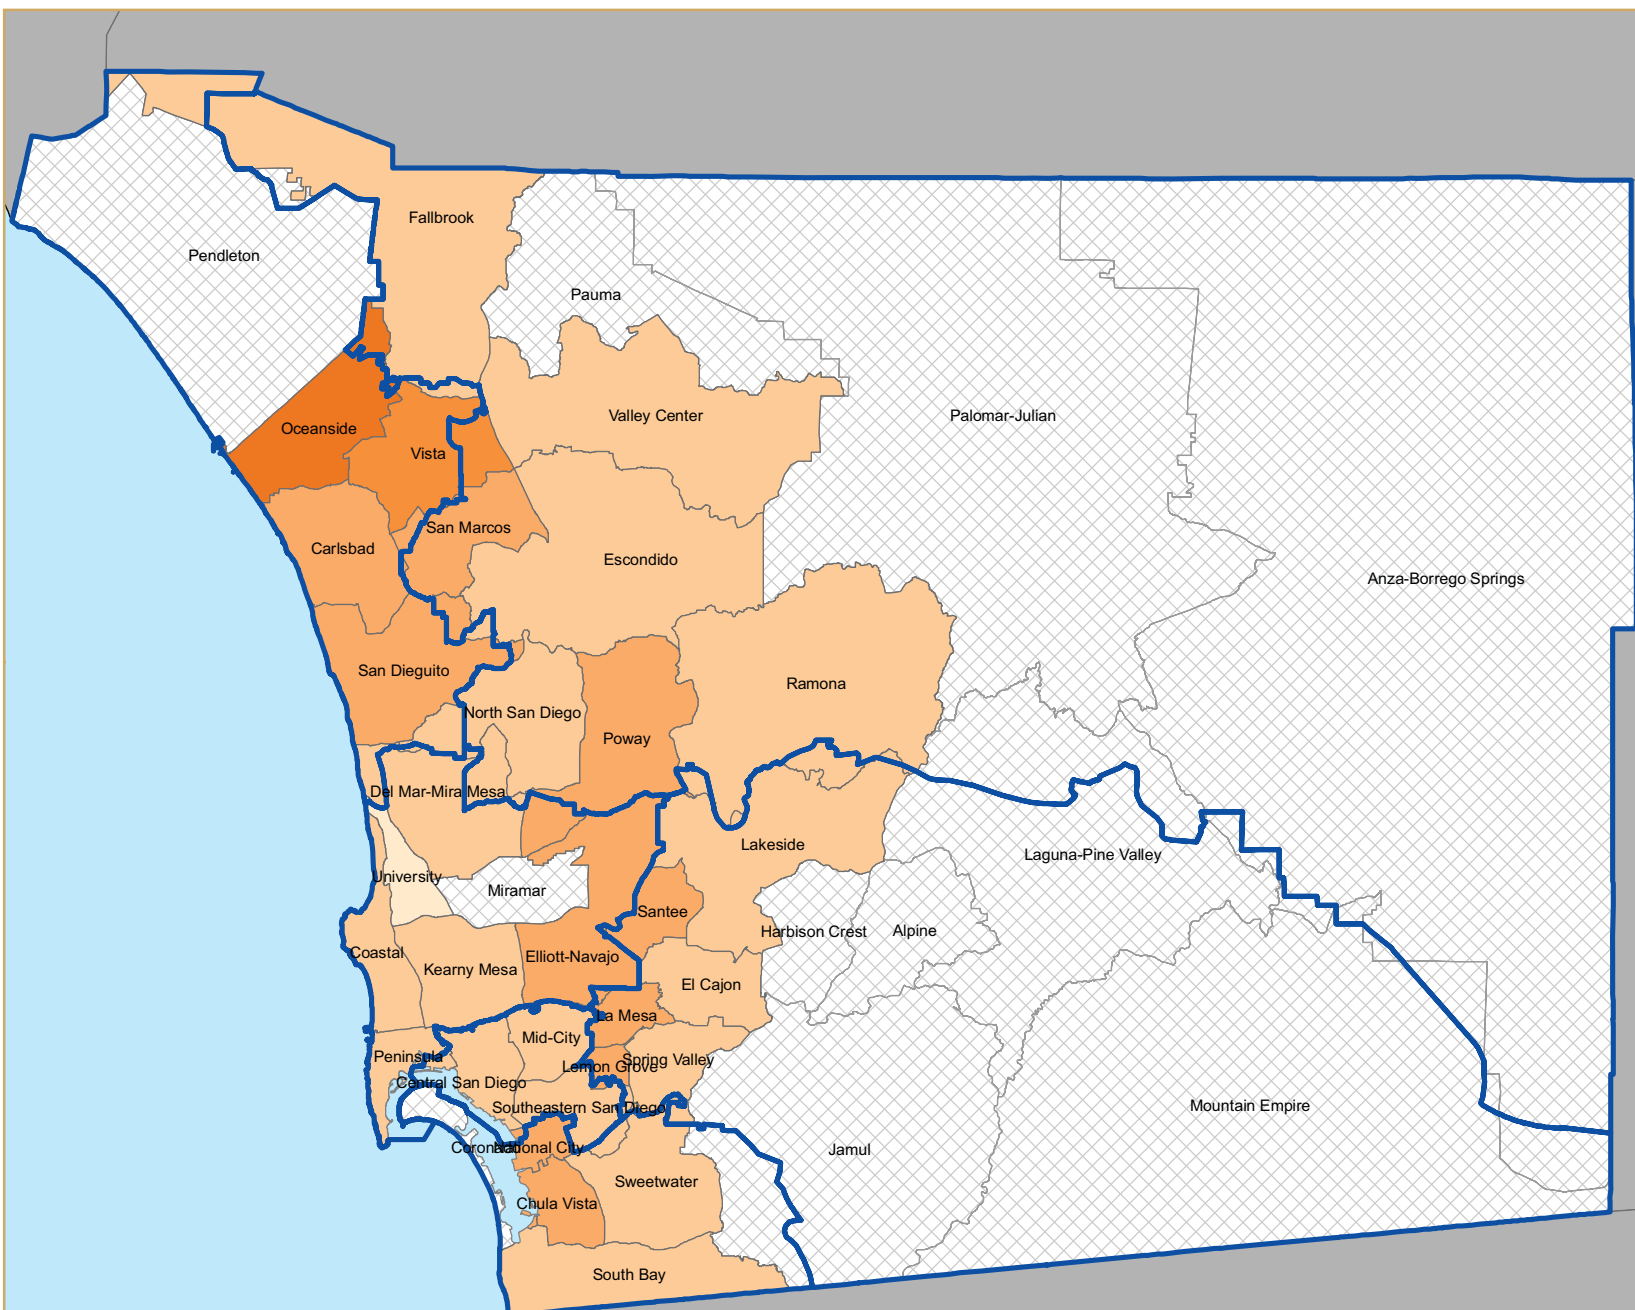 Fallbrook
Pendleton
Pauma
Valley Center
Palomar-Julian
Oceanside
Vista
San Marcos
Carlsbad
Escondido
Anza-Borrego Springs
San Dieguito
Ramona
North San Diego
Poway
Del Mar-Mira Mesa
Lakeside
Laguna-Pine Valley
University
Miramar
Santee
Harbison Crest
Alpine
Coastal
Elliott-Navajo
Kearny Mesa
El Cajon
La Mesa
Mid-City
Peninsula
Spring Valley
Lemon Grove
Central San Diego
Southeastern San Diego
Mountain Empire
Coronado
National City
Jamul
Sweetwater
Chula Vista
South Bay